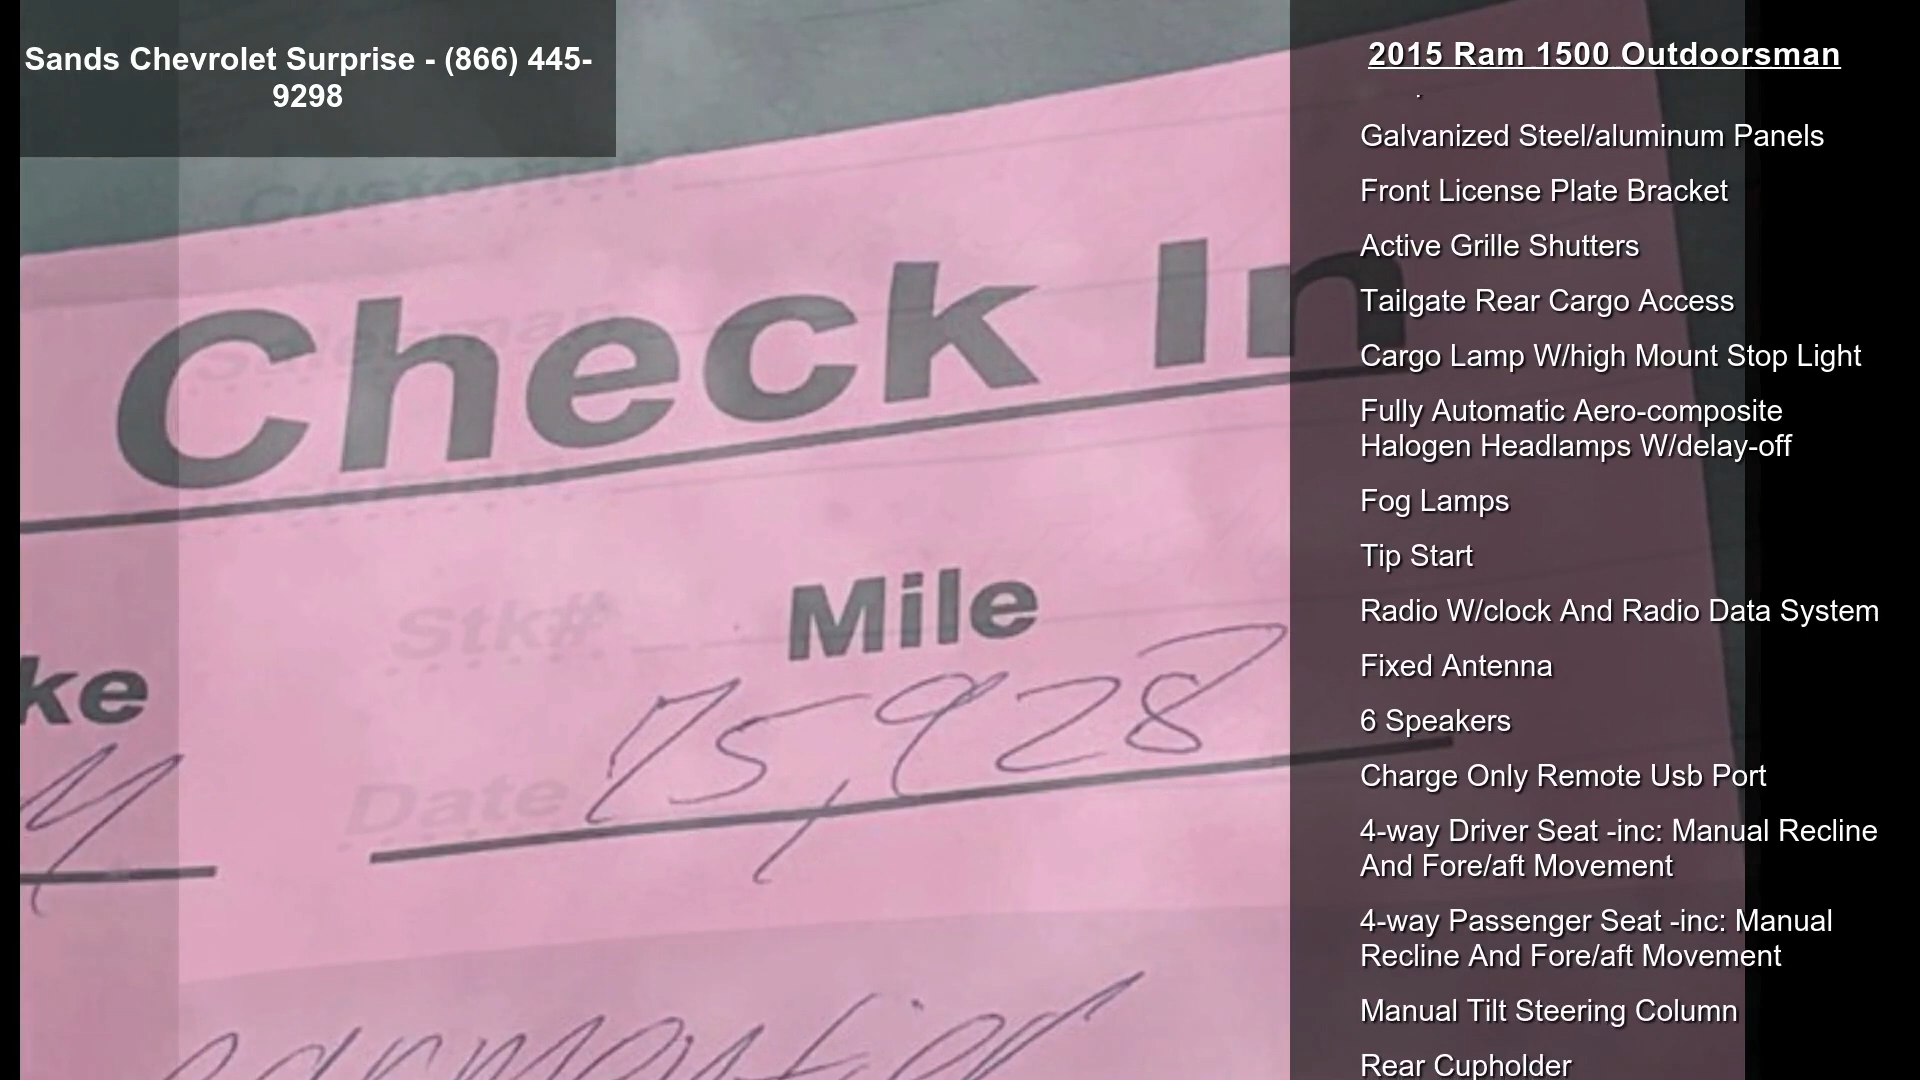 Sands Chevrolet Surprise - (866) 445-
9298
Customer
Check In
Stk#
Mile
ke
75,928
Date
2015 Ram 1500 Outdoorsman
Galvanized Steel/aluminum Panels
Front License Plate Bracket
Active Grille Shutters
Tailgate Rear Cargo Access
Cargo Lamp W/high Mount Stop Light
Fully Automatic Aero-composite
Halogen Headlamps W/delay-off
Fog Lamps
Tip Start
Radio W/clock And Radio Data System
Fixed Antenna
6 Speakers
Charge Only Remote Usb Port
4-way Driver Seat -inc: Manual Recline
And Fore/aft Movement
4-way Passenger Seat -inc: Manual
Recline And Fore/aft Movement
Manual Tilt Steering Column
Rear Cupholder